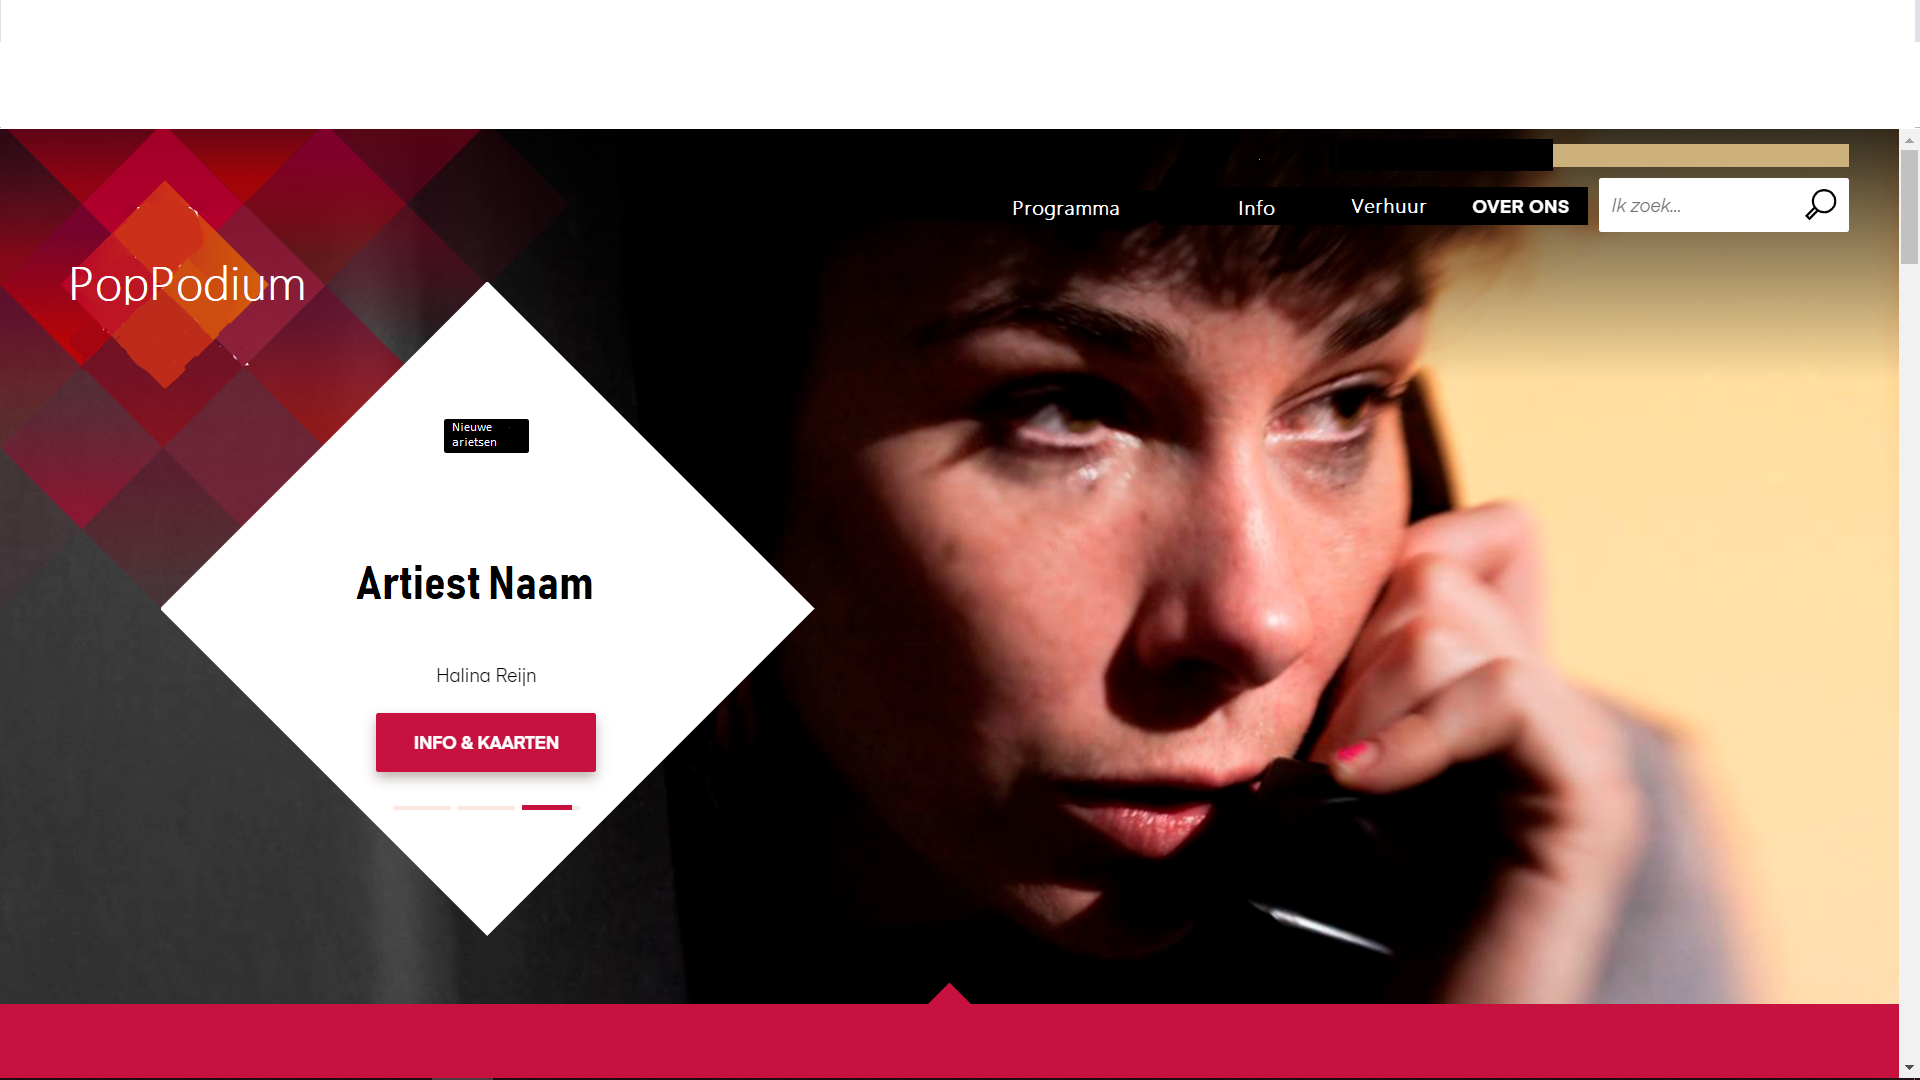 Programma
Info
Verhuur
OVER ONS
Ik zoek...
PopPodium
Nieuwe
arietsen
Artiest Naam
Halina Reijn
INFO & KAARTEN